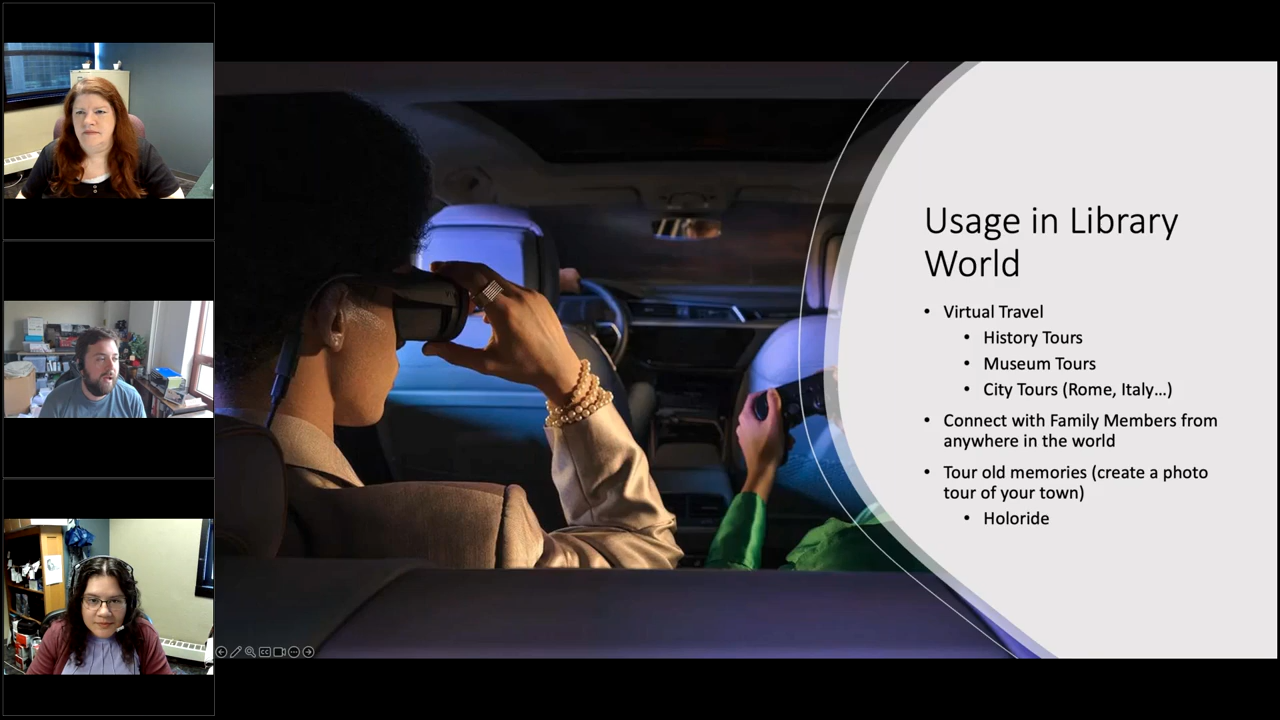 Usage in Library
World
• Virtual Travel
• History Tours
• Museum Tours
• City Tours (Rome, Italy…)
• Connect with Family Members from
anywhere in the world
• Tour old memories (create a photo
tour of your town)
• Holoride